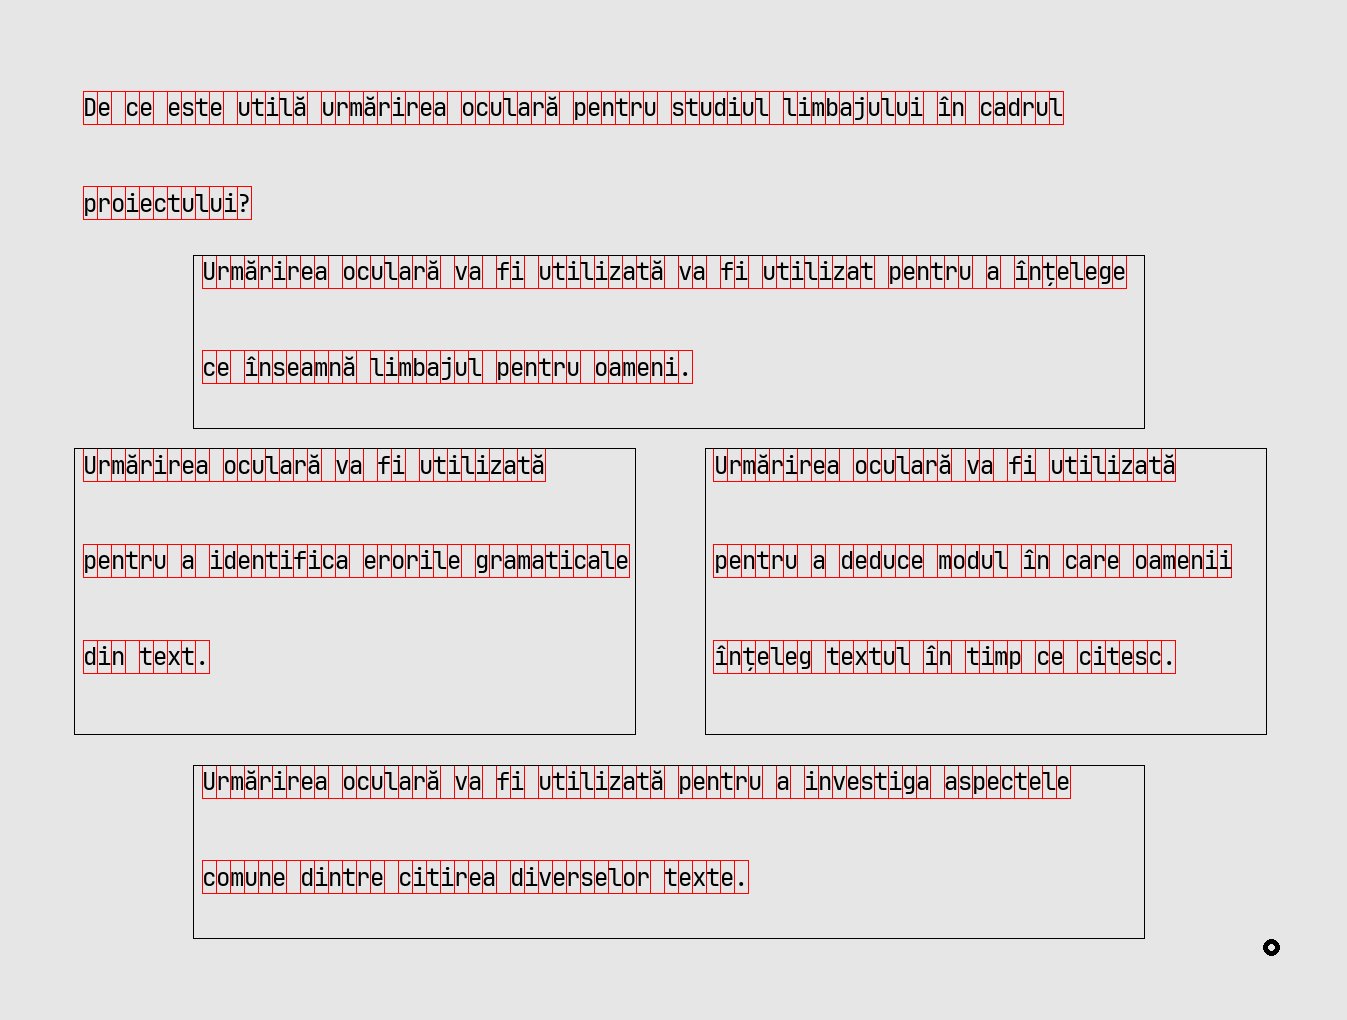 De ce este utilă urmărirea oculară pentru studiul limbajului în cadrul
proiectului?
Urmărirea oculară va fi utilizată va fi utilizat pentru a înțelege
ce înseamnă limbajul pentru oameni.
Urmărirea oculară va fi utilizată
pentru a identifica erorile gramaticale
din text.
Urmărirea oculară va fi utilizată
pentru a deduce modul în care oamenii
înțeleg textul în timp ce citesc.
Urmărirea oculară va fi utilizată pentru a investiga aspectele
comune dintre citirea diverselor texte.